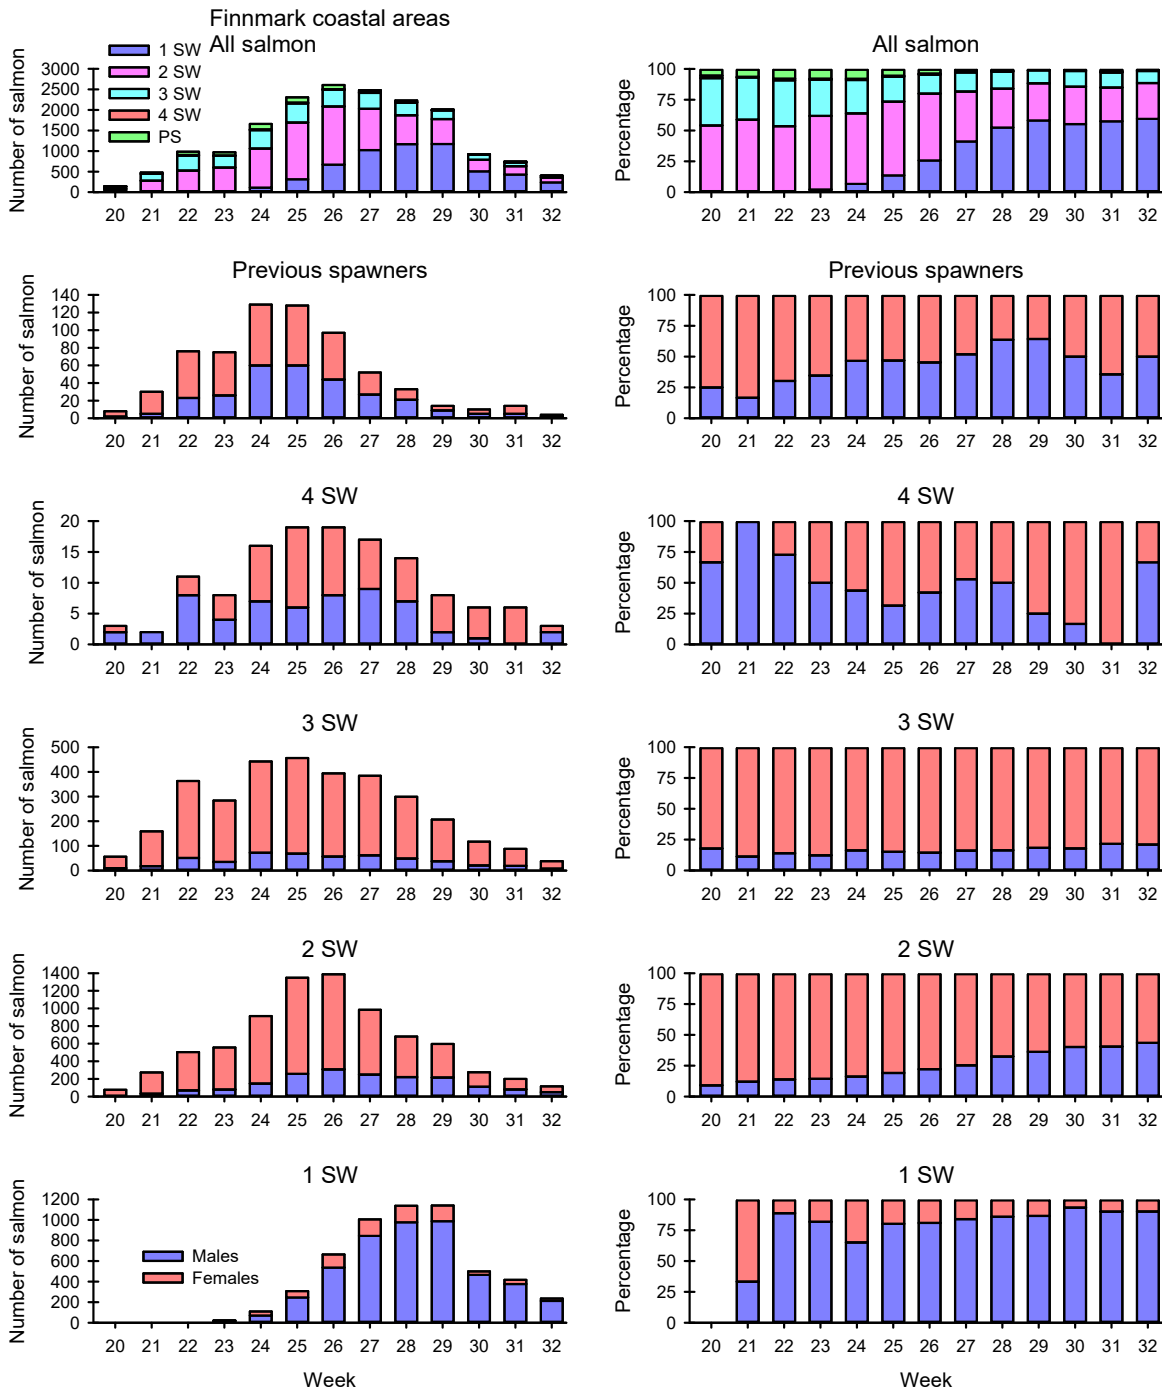 Finnmark coastal areas
All salmon
1 SW
2 SW
3 SW
4 SW
PS
Number of salmon
3000
2500
2000
1500
1000
500
0
20 21 22 23 24 25 26 27 28 29 30 31 32
All salmon
Percentage
100
75
50
25
0
20 21 22 23 24 25 26 27 28 29 30 31 32
Previous spawners
Number of salmon
140
120
100
80
60
40
20
0
20 21 22 23 24 25 26 27 28 29 30 31 32
Previous spawners
Percentage
100
75
50
25
0
20 21 22 23 24 25 26 27 28 29 30 31 32
4 SW
Number of salmon
20
15
10
5
0
20 21 22 23 24 25 26 27 28 29 30 31 32
4 SW
Percentage
100
75
50
25
0
20 21 22 23 24 25 26 27 28 29 30 31 32
3 SW
Number of salmon
500
400
300
200
100
0
20 21 22 23 24 25 26 27 28 29 30 31 32
3 SW
Percentage
100
75
50
25
0
20 21 22 23 24 25 26 27 28 29 30 31 32
2 SW
Number of salmon
1400
1200
1000
800
600
400
200
0
20 21 22 23 24 25 26 27 28 29 30 31 32
2 SW
Percentage
100
75
50
25
0
20 21 22 23 24 25 26 27 28 29 30 31 32
1 SW
Number of salmon
1200
1000
800
600
400
200
0
Males
Females
20 21 22 23 24 25 26 27 28 29 30 31 32
Week
1 SW
Percentage
100
75
50
25
0
20 21 22 23 24 25 26 27 28 29 30 31 32
Week